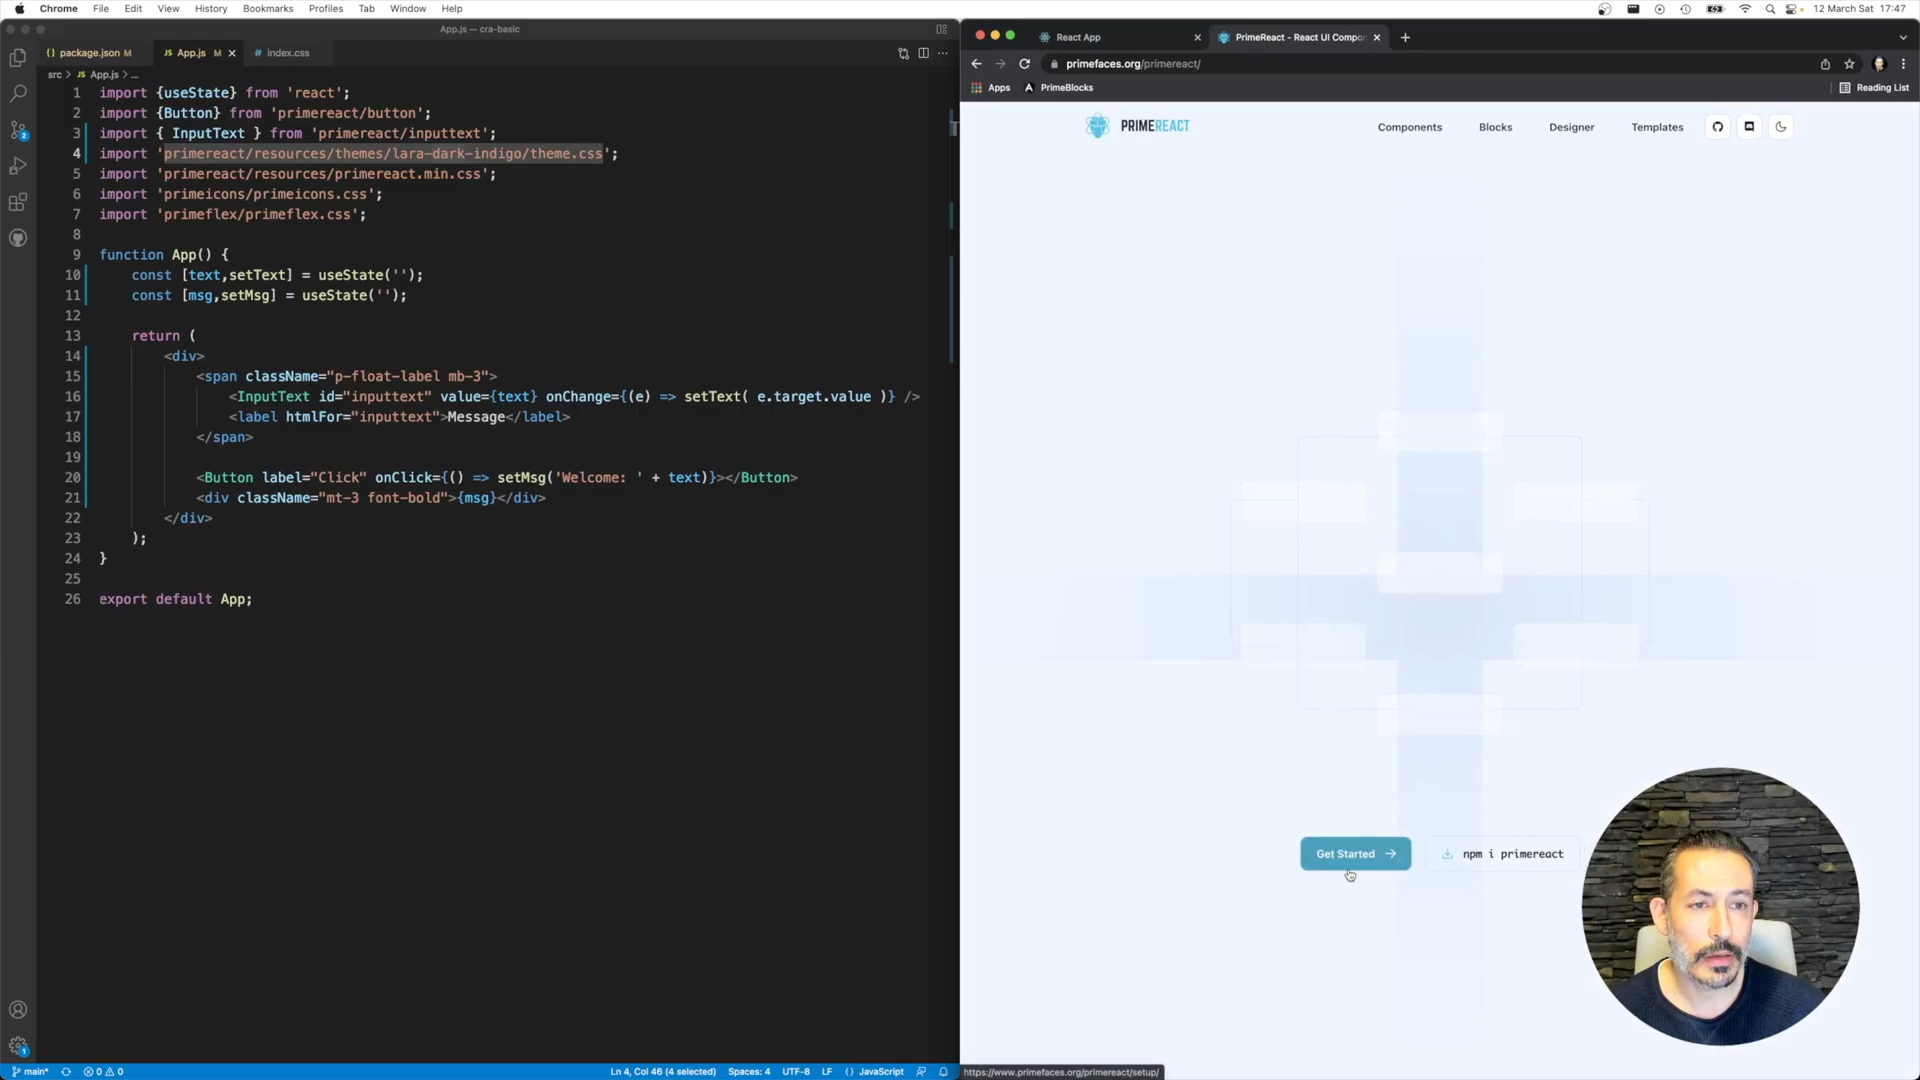 Chrome File Edit View History Bookmarks Profiles Tab Window Help 12 March Sat 17:47
App.js — cra-basic
{} package.json M JS App.js M index.css
src > JS App.js > ...
1 import {useState} from 'react';
2 import {Button} from 'primereact/button';
3 import { InputText } from 'primereact/inputtext';
4 import 'primereact/resources/themes/lara-dark-indigo/theme.css';
5 import 'primereact/resources/primereact.min.css';
6 import 'primeicons/primeicons.css';
7 import 'primeflex/primeflex.css';
8
9 function App() {
10 const [text,setText] = useState('');
11 const [msg,setMsg] = useState('');
12
13 return (
14 <div>
15 <span className="p-float-label mb-3">
16 <InputText id="inputtext" value={text} onChange={(e) => setText( e.target.value )} />
17 <label htmlFor="inputtext">Message</label>
18 </span>
19
20 <Button label="Click" onClick={() => setMsg('Welcome: ' + text)}></Button>
21 <div className="mt-3 font-bold">{msg}</div>
22 </div>
23 );
24 }
25
26 export default App;
2
1
main* 0 0 Ln 4, Col 46 (4 selected) Spaces: 4 UTF-8 LF {} JavaScript
React App PrimeReact - React UI Compo
primefaces.org/primereact/
Apps PrimeBlocks Reading List
PRIMEREACT Components Blocks Designer Templates
Get Started → npm i primereact
https://www.primefaces.org/primereact/setup/